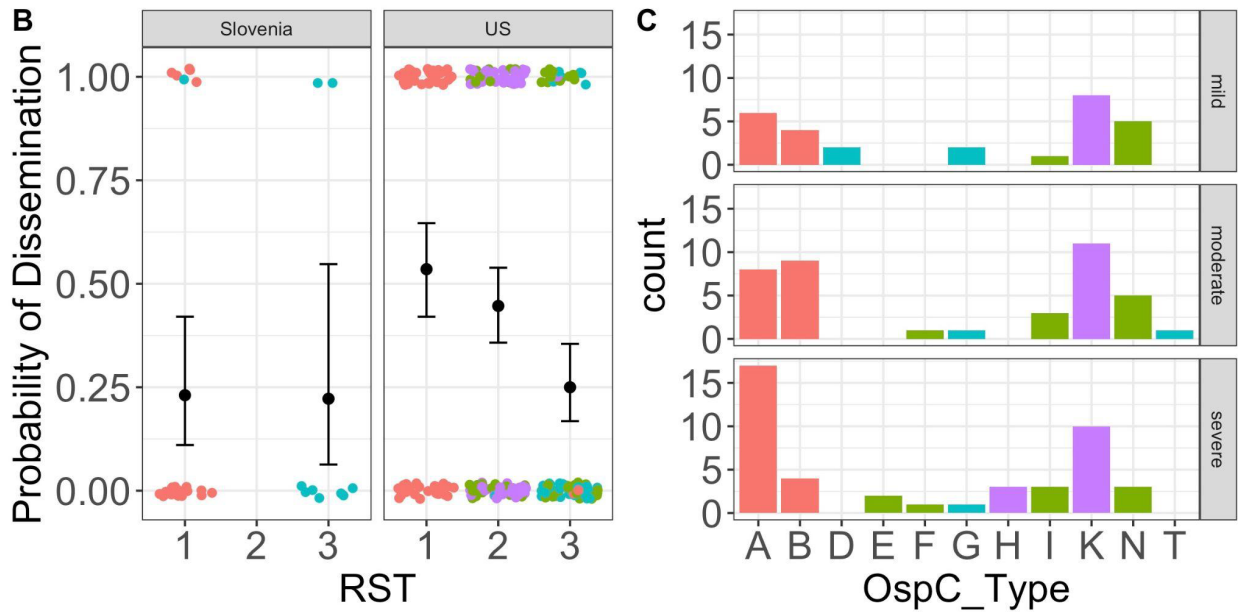 B
Slovenia
US
Probability of Dissemination
1.00
0.75
0.50
0.25
0.00
1 2 3
1 2 3
RST
C
count
15
10
5
0
mild
15
10
5
0
moderate
15
10
5
0
severe
A B D E F G H I K N T
OspC_Type